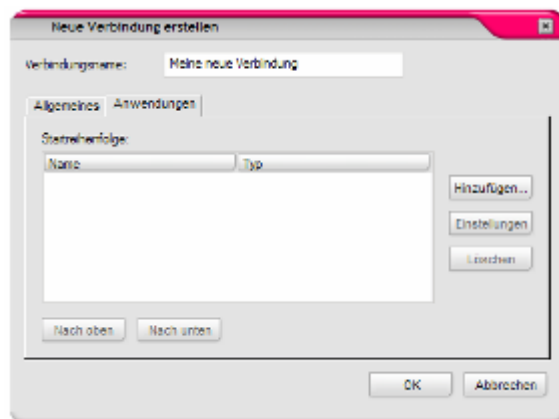 Neue Verbindung erstellen
Verbindungsname: Meine neue Verbindung
Allgemeines Anwendungen
Startreihenfolge:
Name Typ
Hinzufügen...
Einstellungen
Löschen
Nach oben Nach unten
OK Abbrechen